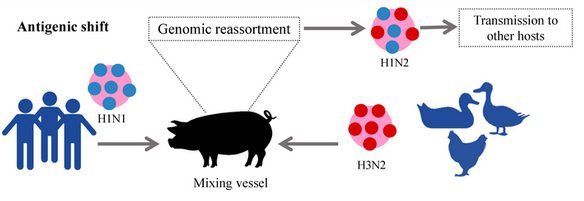 Antigenic shift
Genomic reassortment
H1N2
Transmission to
other hosts
H1N1
Mixing vessel
H3N2